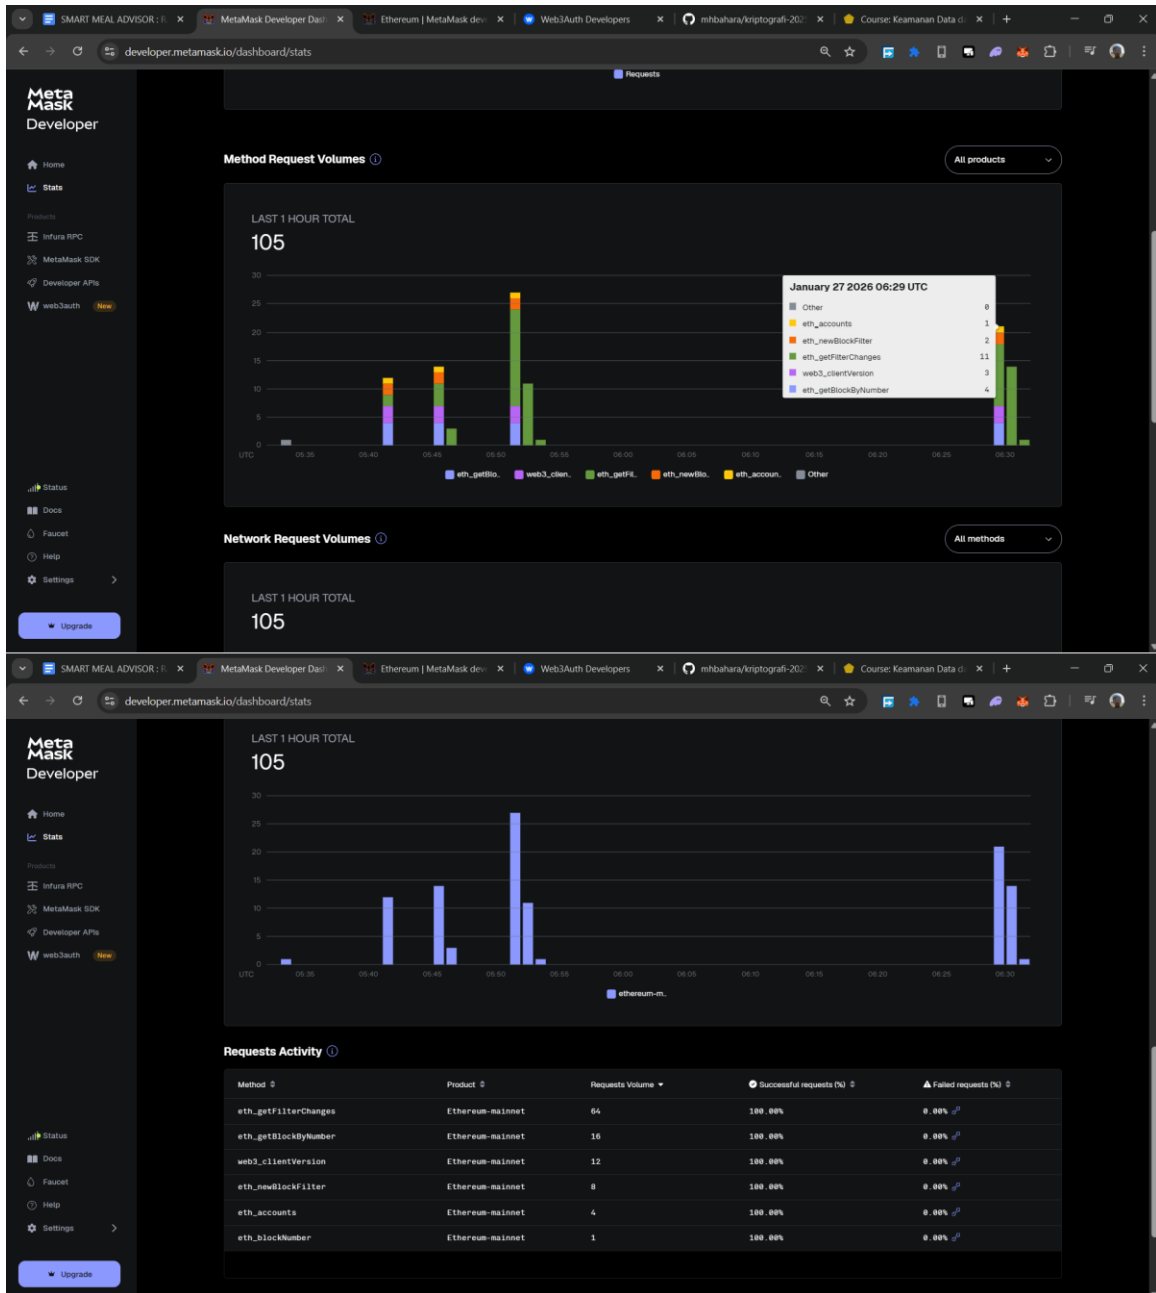 SMART MEAL ADVISOR : R
MetaMask Developer Dash
Ethereum | MetaMask deve
Web3Auth Developers
mhbahara/kriptografi-202
Course: Keamanan Data d
developer.metamask.io/dashboard/stats
Meta
Mask
Developer
Home
Stats
Products
Infura RPC
MetaMask SDK
Developer APIs
web3auth New
Status
Docs
Faucet
Help
Settings
Upgrade
Requests
Method Request Volumes
All products
LAST 1 HOUR TOTAL
105
30
25
20
15
10
5
0
UTC 05:35 05:40 05:45 05:50 05:55 06:00 06:05 06:10 06:15 06:20 06:25 06:30
January 27 2026 06:29 UTC
Other 0
eth_accounts 1
eth_newBlockFilter 2
eth_getFilterChanges 11
web3_clientVersion 3
eth_getBlockByNumber 4
eth_getBlo.. web3_clien.. eth_getFil.. eth_newBlo.. eth_accoun.. Other
Network Request Volumes
All methods
LAST 1 HOUR TOTAL
105
SMART MEAL ADVISOR : R
MetaMask Developer Dash
Ethereum | MetaMask deve
Web3Auth Developers
mhbahara/kriptografi-202
Course: Keamanan Data d
developer.metamask.io/dashboard/stats
Meta
Mask
Developer
Home
Stats
Products
Infura RPC
MetaMask SDK
Developer APIs
web3auth New
Status
Docs
Faucet
Help
Settings
Upgrade
LAST 1 HOUR TOTAL
105
30
25
20
15
10
5
0
UTC 05:35 05:40 05:45 05:50 05:55 06:00 06:05 06:10 06:15 06:20 06:25 06:30
ethereum-m..
Requests Activity
Method Product Requests Volume Successful requests (%) Failed requests (%)
eth_getFilterChanges Ethereum-mainnet 64 100.00% 0.00%
eth_getBlockByNumber Ethereum-mainnet 16 100.00% 0.00%
web3_clientVersion Ethereum-mainnet 12 100.00% 0.00%
eth_newBlockFilter Ethereum-mainnet 8 100.00% 0.00%
eth_accounts Ethereum-mainnet 4 100.00% 0.00%
eth_blockNumber Ethereum-mainnet 1 100.00% 0.00%